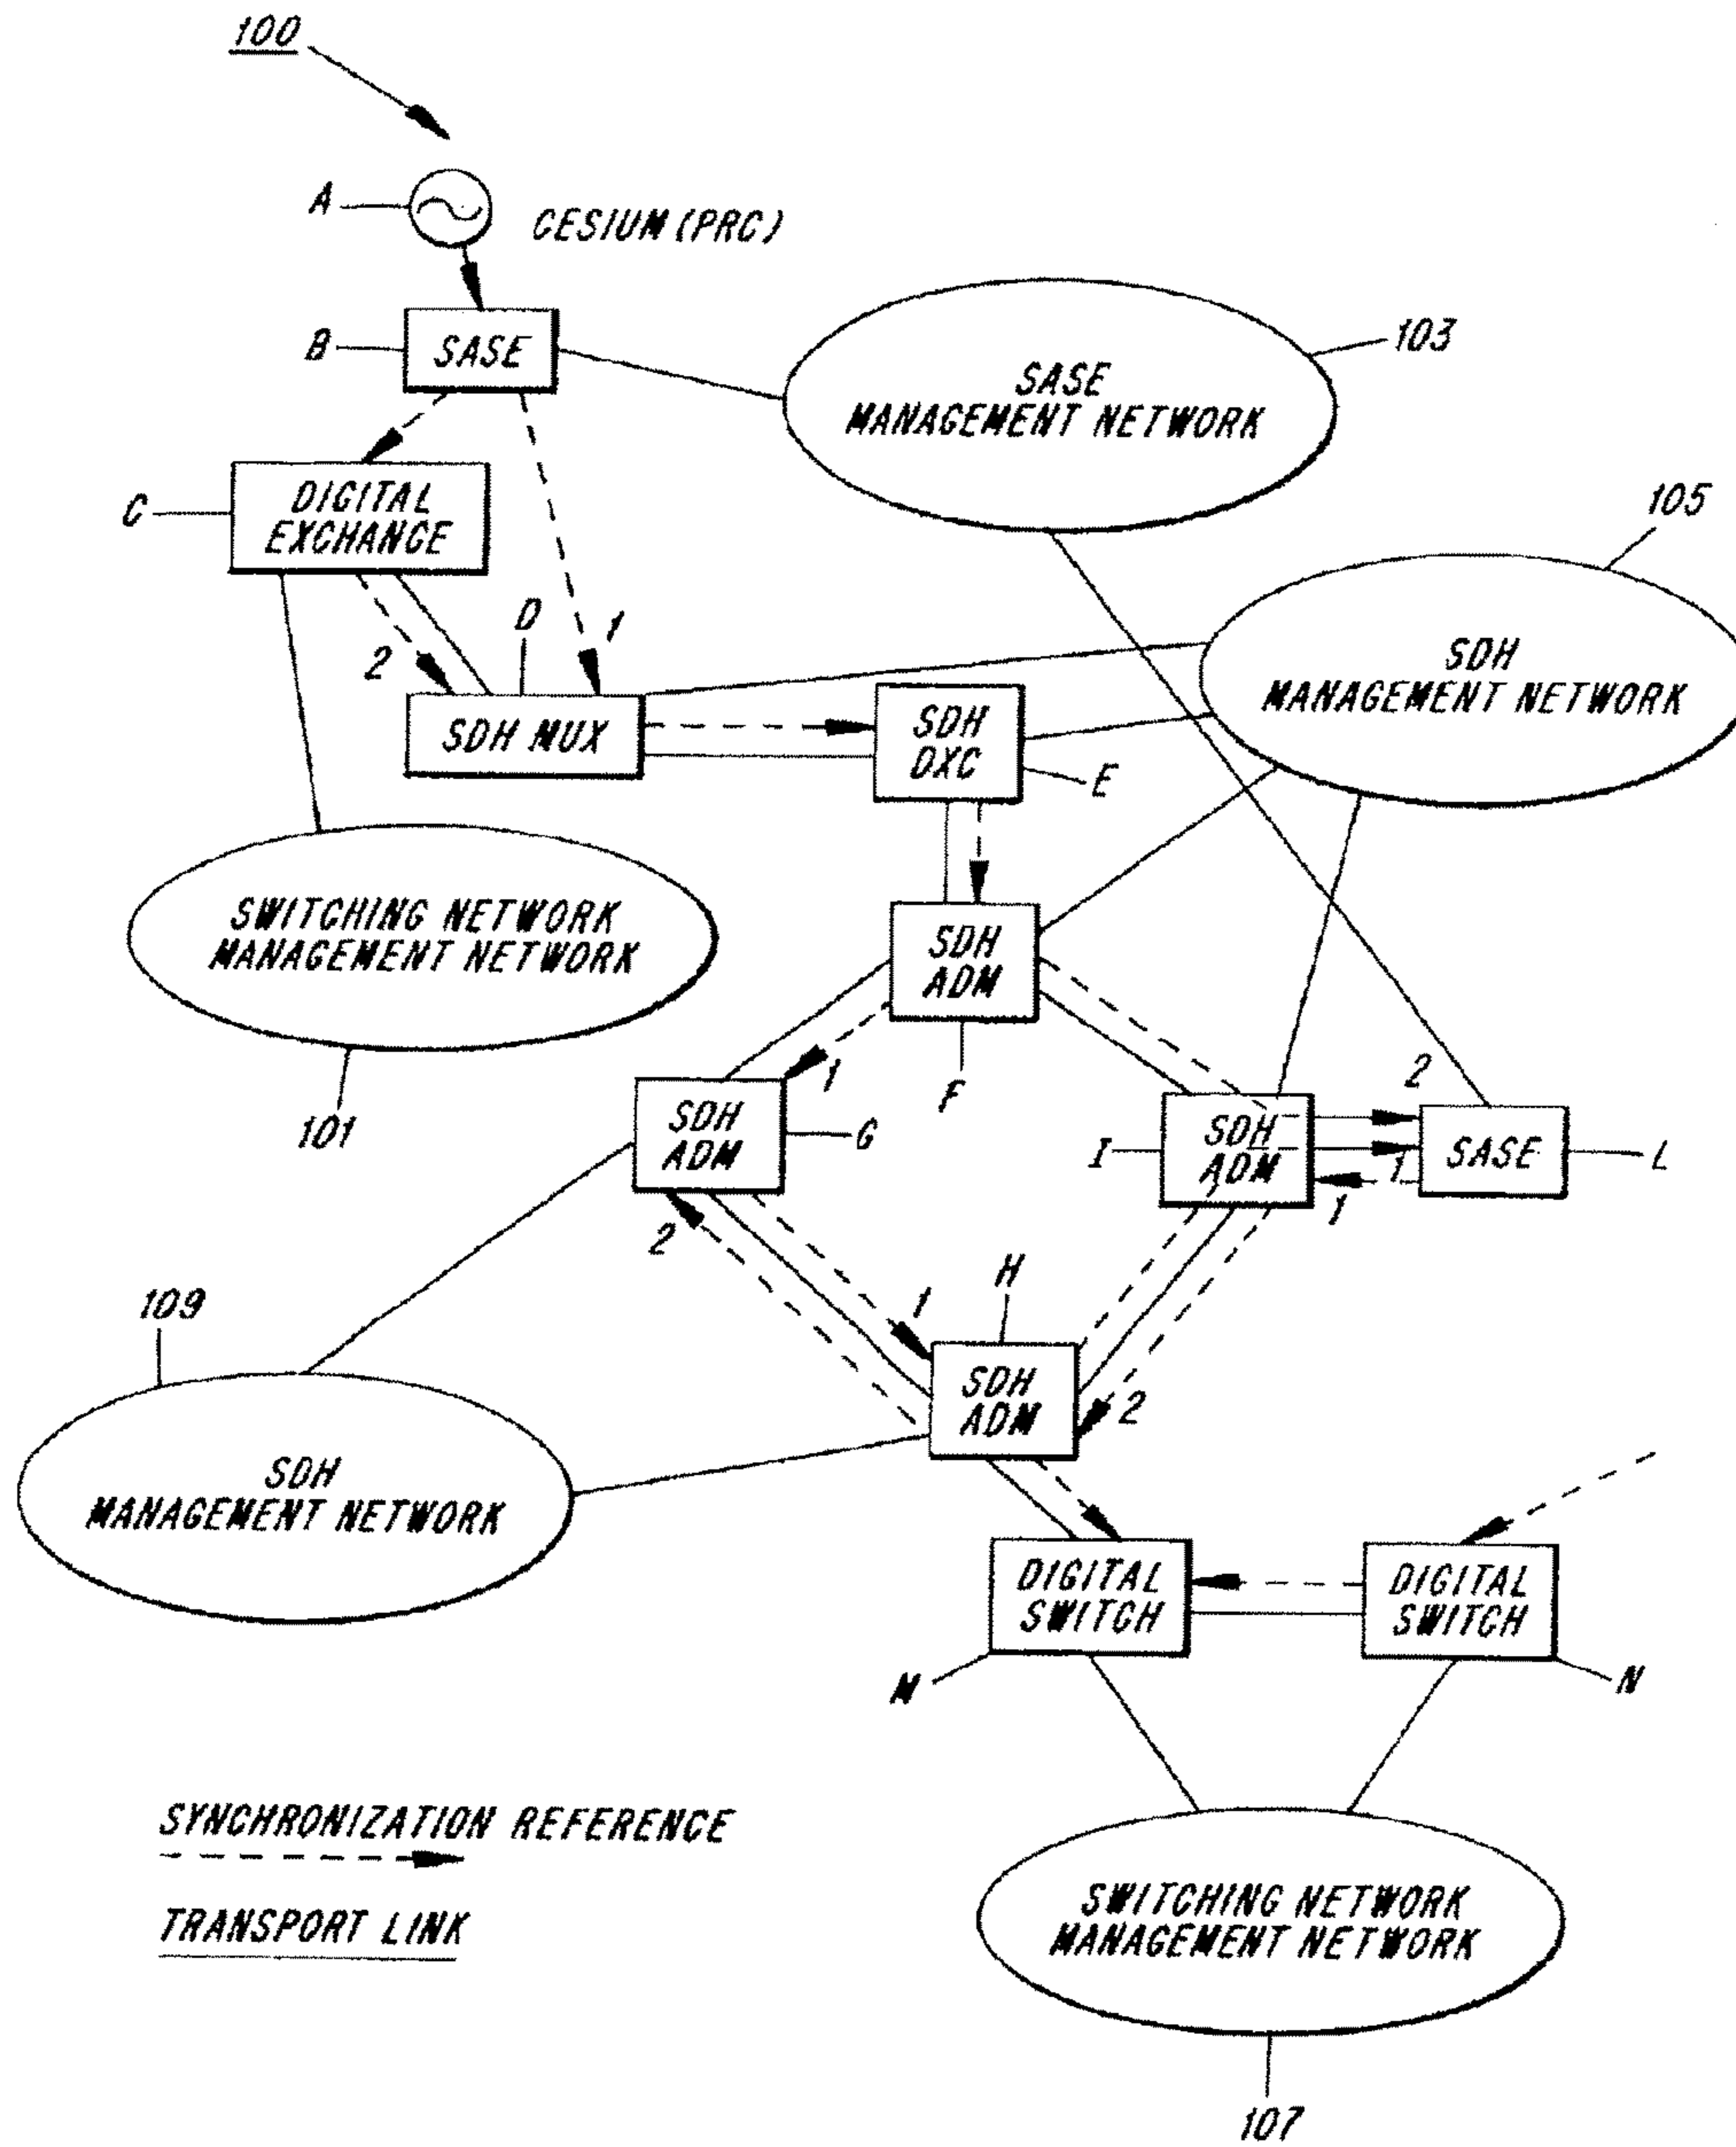 100
A
CESIUM (PRC)
B
SASE
103
SASE
MANAGEMENT NETWORK
105
C
DIGITAL
EXCHANGE
D
1
2
SDH MUX
SDH
DXC
E
SDH
MANAGEMENT NETWORK
SWITCHING NETWORK
MANAGEMENT NETWORK
101
SDH
ADM
F
1
SDH
ADM
G
2
I
SDH
ADM
2
1
1
SASE
L
109
SDH
MANAGEMENT NETWORK
H
1
SDH
ADM
2
DIGITAL
SWITCH
M
DIGITAL
SWITCH
N
SYNCHRONIZATION REFERENCE
TRANSPORT LINK
SWITCHING NETWORK
MANAGEMENT NETWORK
107